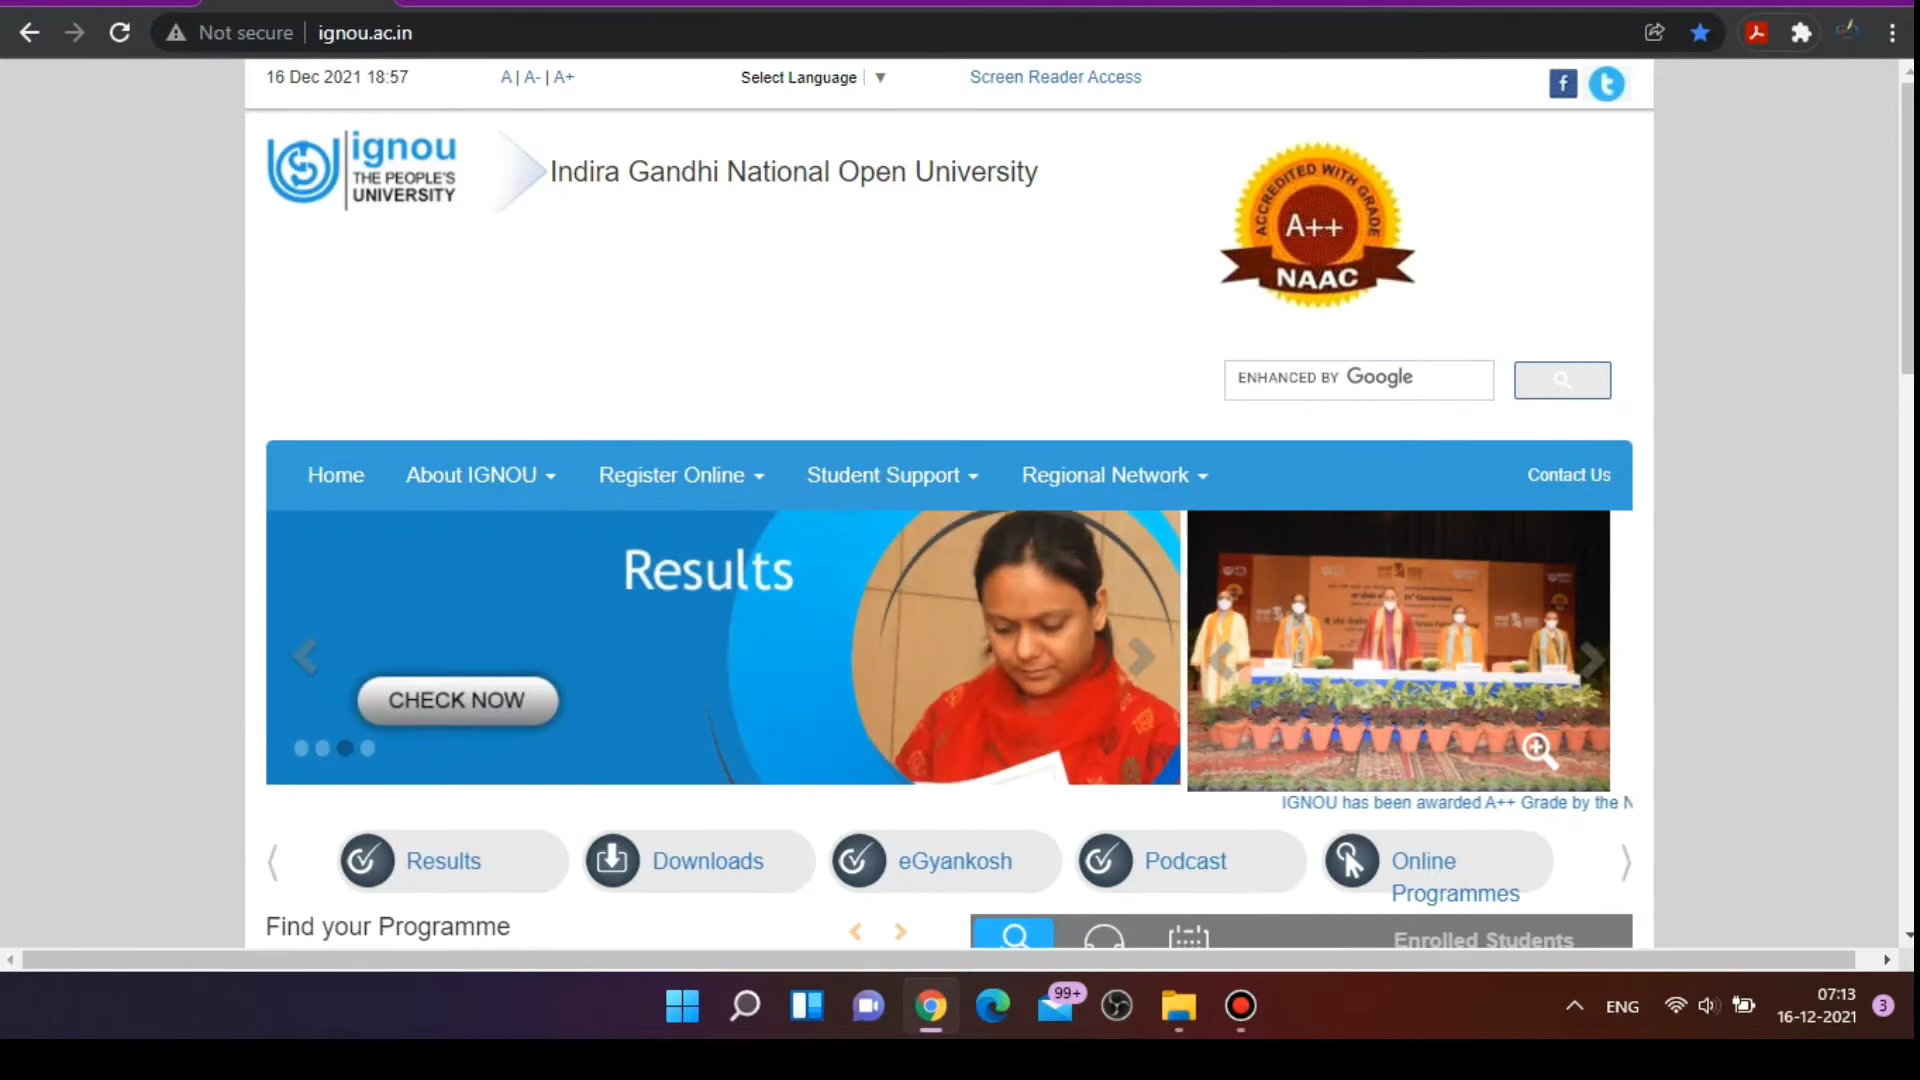 Not secure
ignou.ac.in
16 Dec 2021 18:57
A | A- | A+
Select Language ▼
Screen Reader Access
ignou
THE PEOPLE'S
UNIVERSITY
Indira Gandhi National Open University
ACCREDITED WITH GRADE
A++
NAAC
ENHANCED BY Google
Home
About IGNOU
Register Online
Student Support
Regional Network
Contact Us
Results
CHECK NOW
IGNOU has been awarded A++ Grade by the N
Results
Downloads
eGyankosh
Podcast
Online
Programmes
Find your Programme
Enrolled Students
99+
ENG
07:13
16-12-2021
3